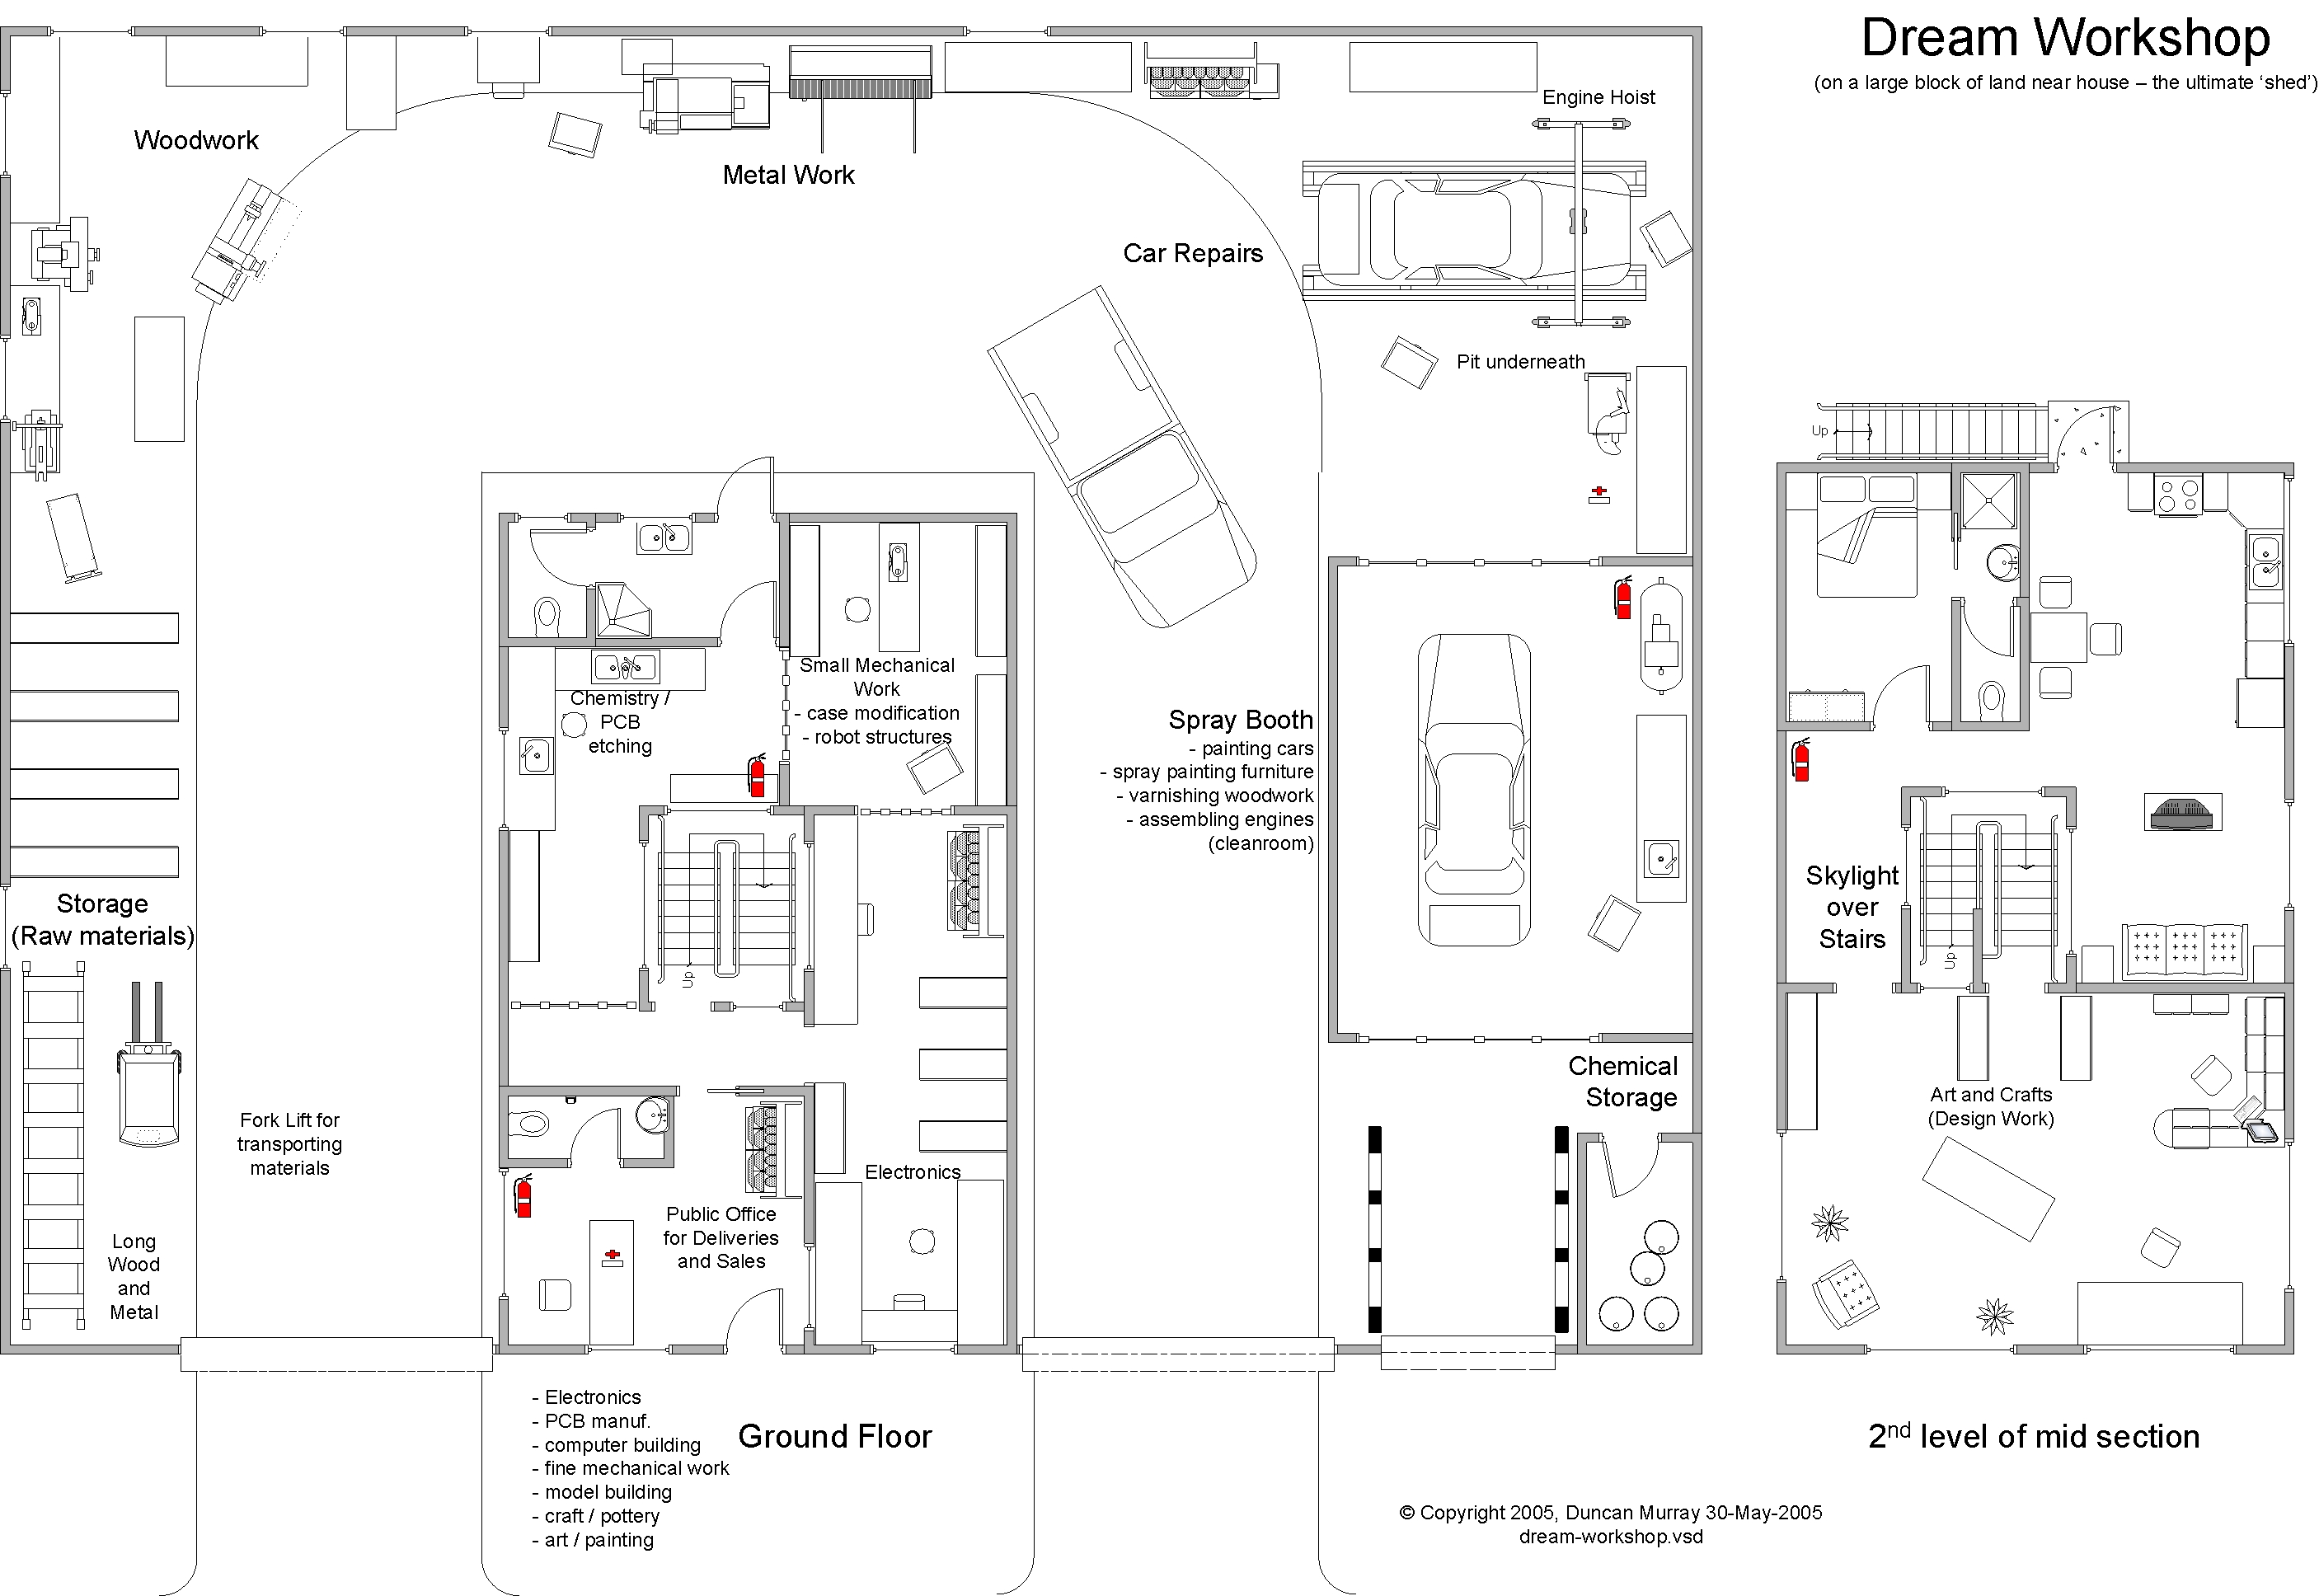 Dream Workshop
(on a large block of land near house – the ultimate ‘shed’)
Woodwork
Metal Work
Engine Hoist
Car Repairs
Pit underneath
Up
Small Mechanical
Work
- case modification
- robot structures
Chemistry /
PCB
etching
Spray Booth
- painting cars
- spray painting furniture
- varnishing woodwork
- assembling engines
(cleanroom)
Storage
(Raw materials)
Up
Skylight
over
Stairs
Up
Chemical
Storage
Art and Crafts
(Design Work)
Fork Lift for
transporting
materials
Electronics
Public Office
for Deliveries
and Sales
Long
Wood
and
Metal
- Electronics
- PCB manuf.
- computer building
- fine mechanical work
- model building
- craft / pottery
- art / painting
Ground Floor
2nd level of mid section
© Copyright 2005, Duncan Murray 30-May-2005
dream-workshop.vsd